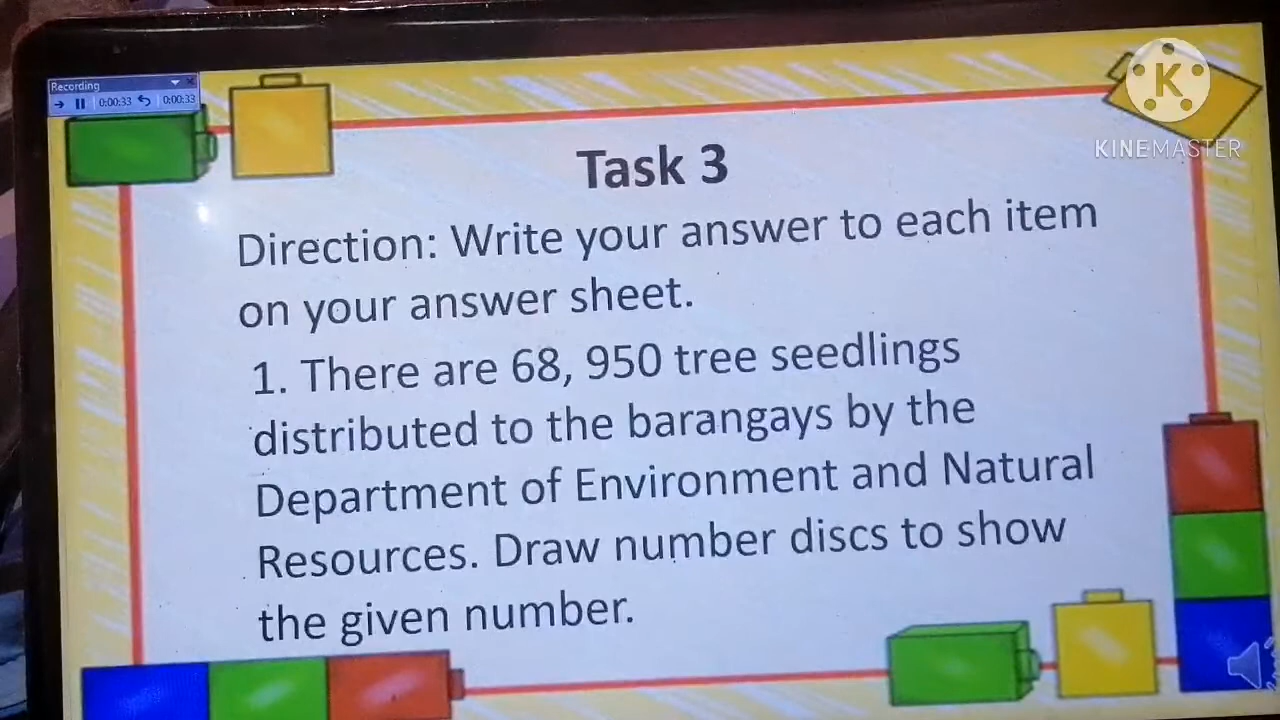 Recording
0:00:33 0:00:33
K
KINEMASTER
Task 3
Direction: Write your answer to each item
on your answer sheet.
1. There are 68, 950 tree seedlings
distributed to the barangays by the
Department of Environment and Natural
Resources. Draw number discs to show
the given number.